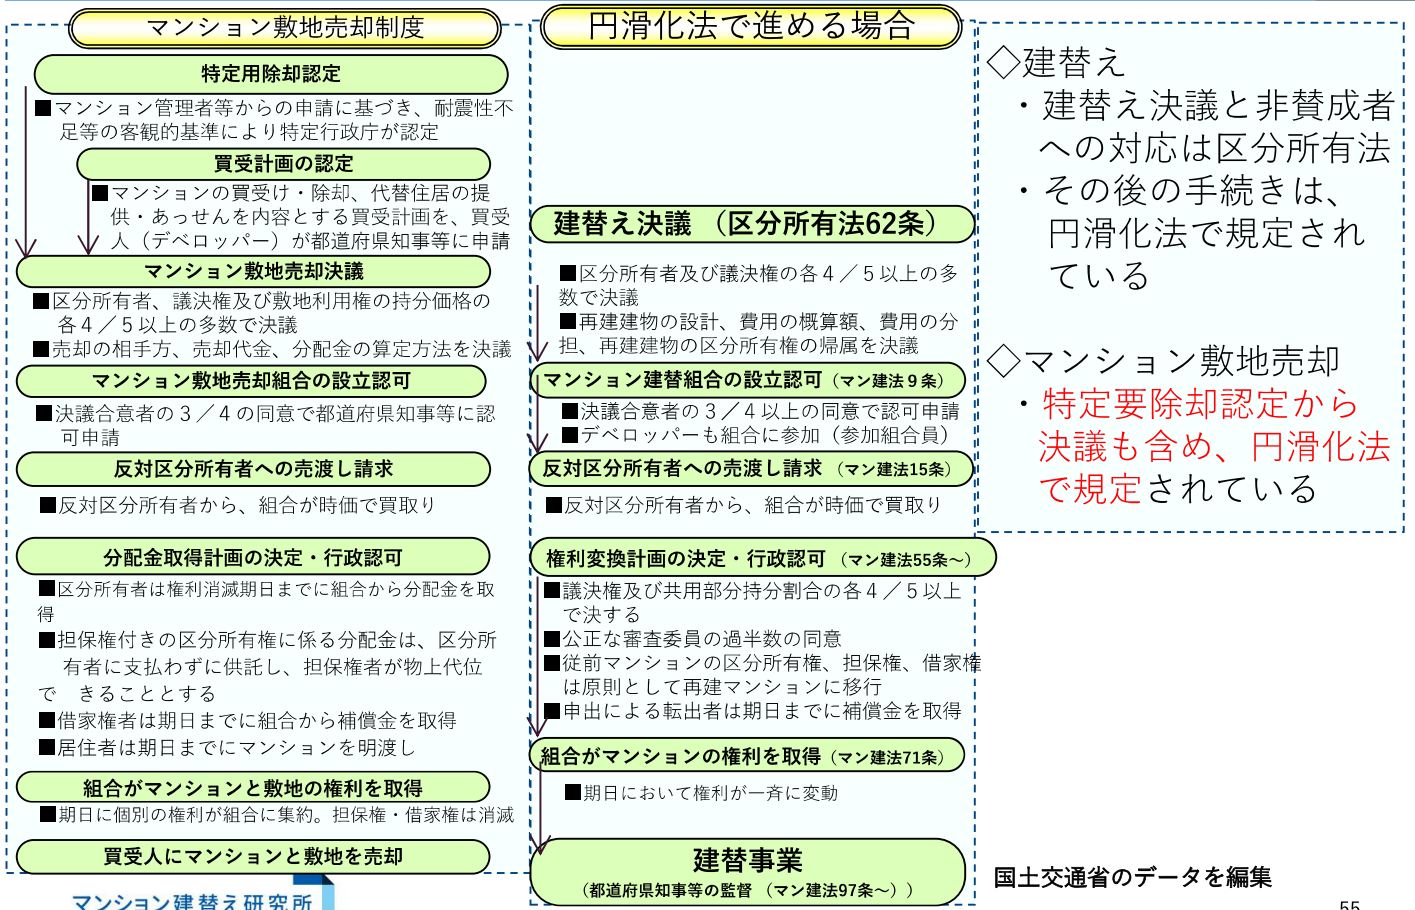 マンション敷地売却制度
特定用除却認定
■マンション管理者等からの申請に基づき、耐震性不
足等の客観的基準により特定行政庁が認定
買受計画の認定
■マンションの買受け・除却、代替住居の提
供・あっせんを内容とする買受計画を、買受
人（デベロッパー）が都道府県知事等に申請
マンション敷地売却決議
■区分所有者、議決権及び敷地利用権の持分価格の
各４／５以上の多数で決議
■売却の相手方、売却代金、分配金の算定方法を決議
マンション敷地売却組合の設立認可
■決議合意者の３／４の同意で都道府県知事等に認
可申請
反対区分所有者への売渡し請求
■反対区分所有者から、組合が時価で買取り
分配金取得計画の決定・行政認可
■区分所有者は権利消滅期日までに組合から分配金を取
得
■担保権付きの区分所有権に係る分配金は、区分所
有者に支払わずに供託し、担保権者が物上代位
で　きることとする
■借家権者は期日までに組合から補償金を取得
■居住者は期日までにマンションを明渡し
組合がマンションと敷地の権利を取得
■期日に個別の権利が組合に集約。担保権・借家権は消滅
買受人にマンションと敷地を売却
マンション建替え研究所
円滑化法で進める場合
建替え決議 （区分所有法62条）
■区分所有者及び議決権の各４／５以上の多
数で決議
■再建建物の設計、費用の概算額、費用の分
担、再建建物の区分所有権の帰属を決議
マンション建替組合の設立認可（マン建法９条）
■決議合意者の３／４以上の同意で認可申請
■デベロッパーも組合に参加（参加組合員）
反対区分所有者への売渡し請求 （マン建法15条）
■反対区分所有者から、組合が時価で買取り
権利変換計画の決定・行政認可 （マン建法55条～）
■議決権及び共用部分持分割合の各４／５以上
で決する
■公正な審査委員の過半数の同意
■従前マンションの区分所有権、担保権、借家権
は原則として再建マンションに移行
■申出による転出者は期日までに補償金を取得
組合がマンションの権利を取得（マン建法71条）
■期日において権利が一斉に変動
建替事業
（都道府県知事等の監督 （マン建法97条～））
◇建替え
・建替え決議と非賛成者
への対応は区分所有法
・その後の手続きは、
円滑化法で規定され
ている
◇マンション敷地売却
・特定要除却認定から
決議も含め、円滑化法
で規定されている
国土交通省のデータを編集
55